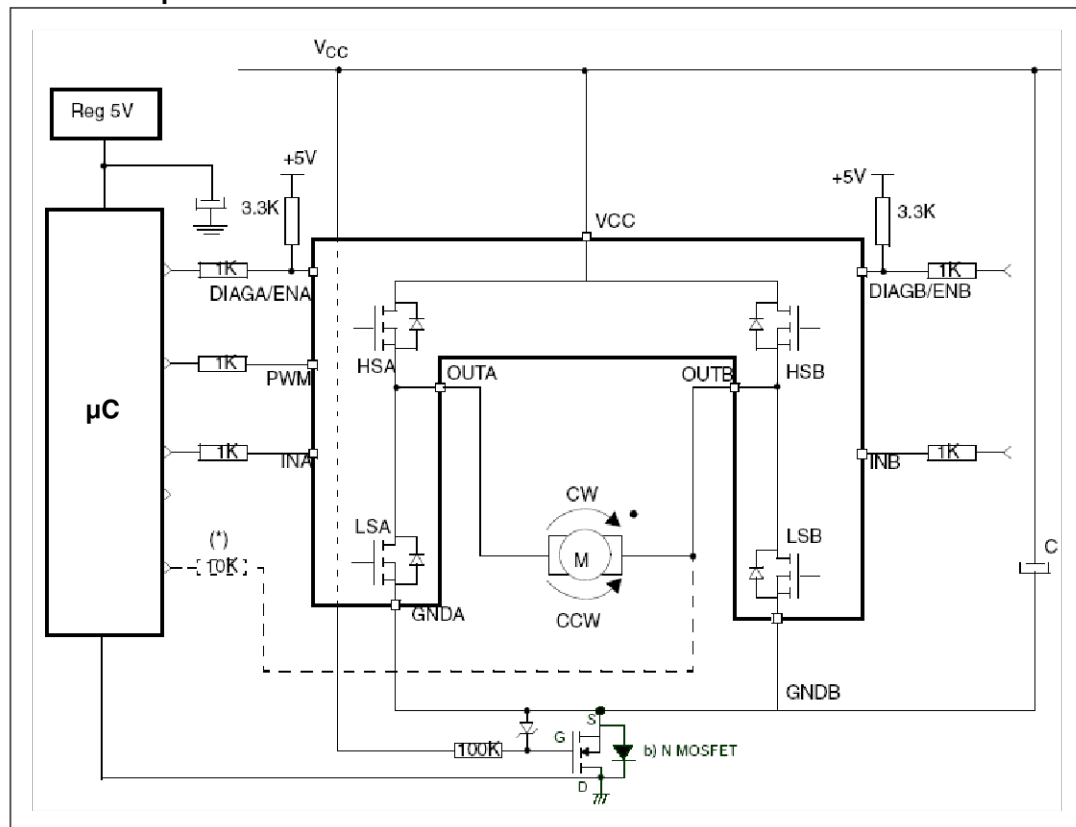 VCC
Reg 5V
+5V
3.3K
+5V
3.3K
VCC
1K
DIAGA/ENA
1K
DIAGB/ENB
HSA
HSB
1K
PWM
OUTA
OUTB
µC
1K
INA
1K
INB
LSA
CW
LSB
M
C
(*)
10K
GNDA
CCW
GNDB
S
G
100K
b) N MOSFET
D